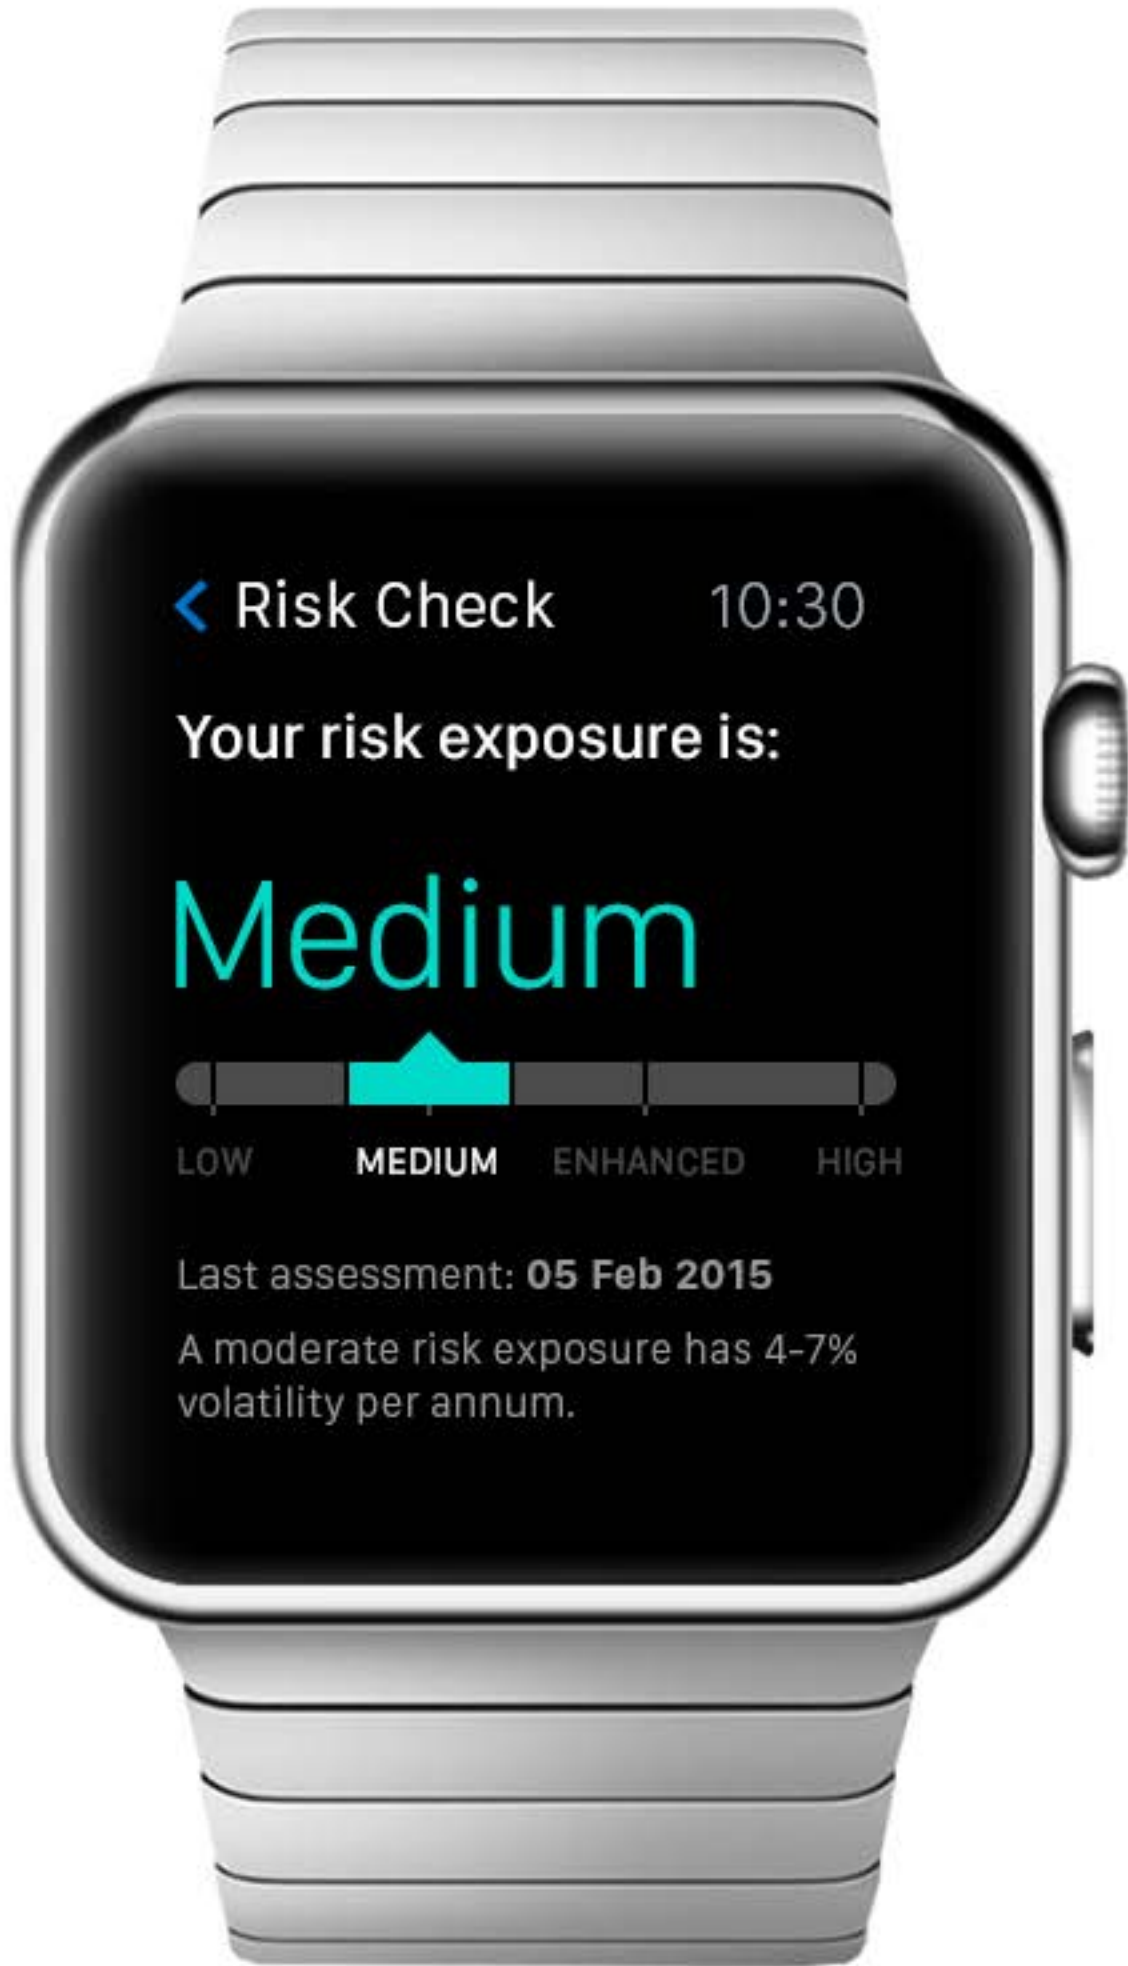 Risk Check 10:30
Your risk exposure is:
Medium
LOW MEDIUM ENHANCED HIGH
Last assessment: 05 Feb 2015
A moderate risk exposure has 4-7%
volatility per annum.